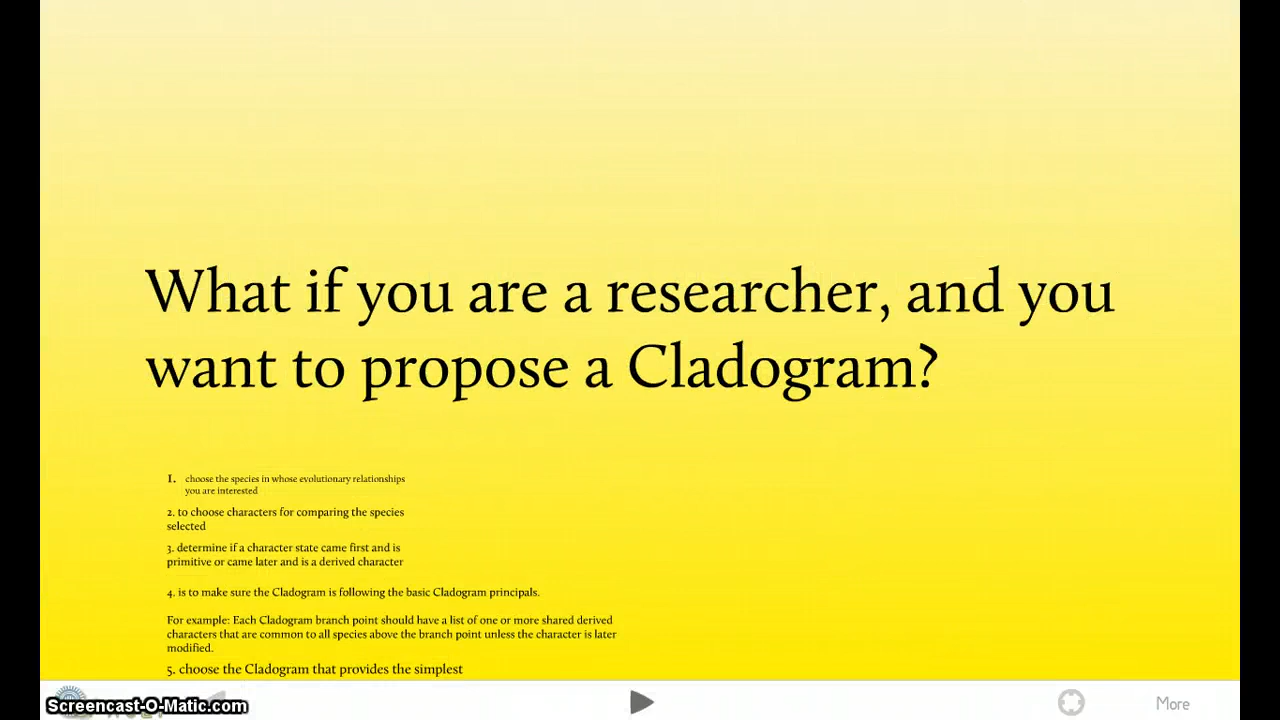 What if you are a researcher, and you
want to propose a Cladogram?
1. choose the species in whose evolutionary relationships
you are interested
2. to choose characters for comparing the species
selected
3. determine if a character state came first and is
primitive or came later and is a derived character
4. is to make sure the Cladogram is following the basic Cladogram principals.
For example: Each Cladogram branch point should have a list of one or more shared derived
characters that are common to all species above the branch point unless the character is later
modified.
5. choose the Cladogram that provides the simplest
Screencast-O-Matic.com
More